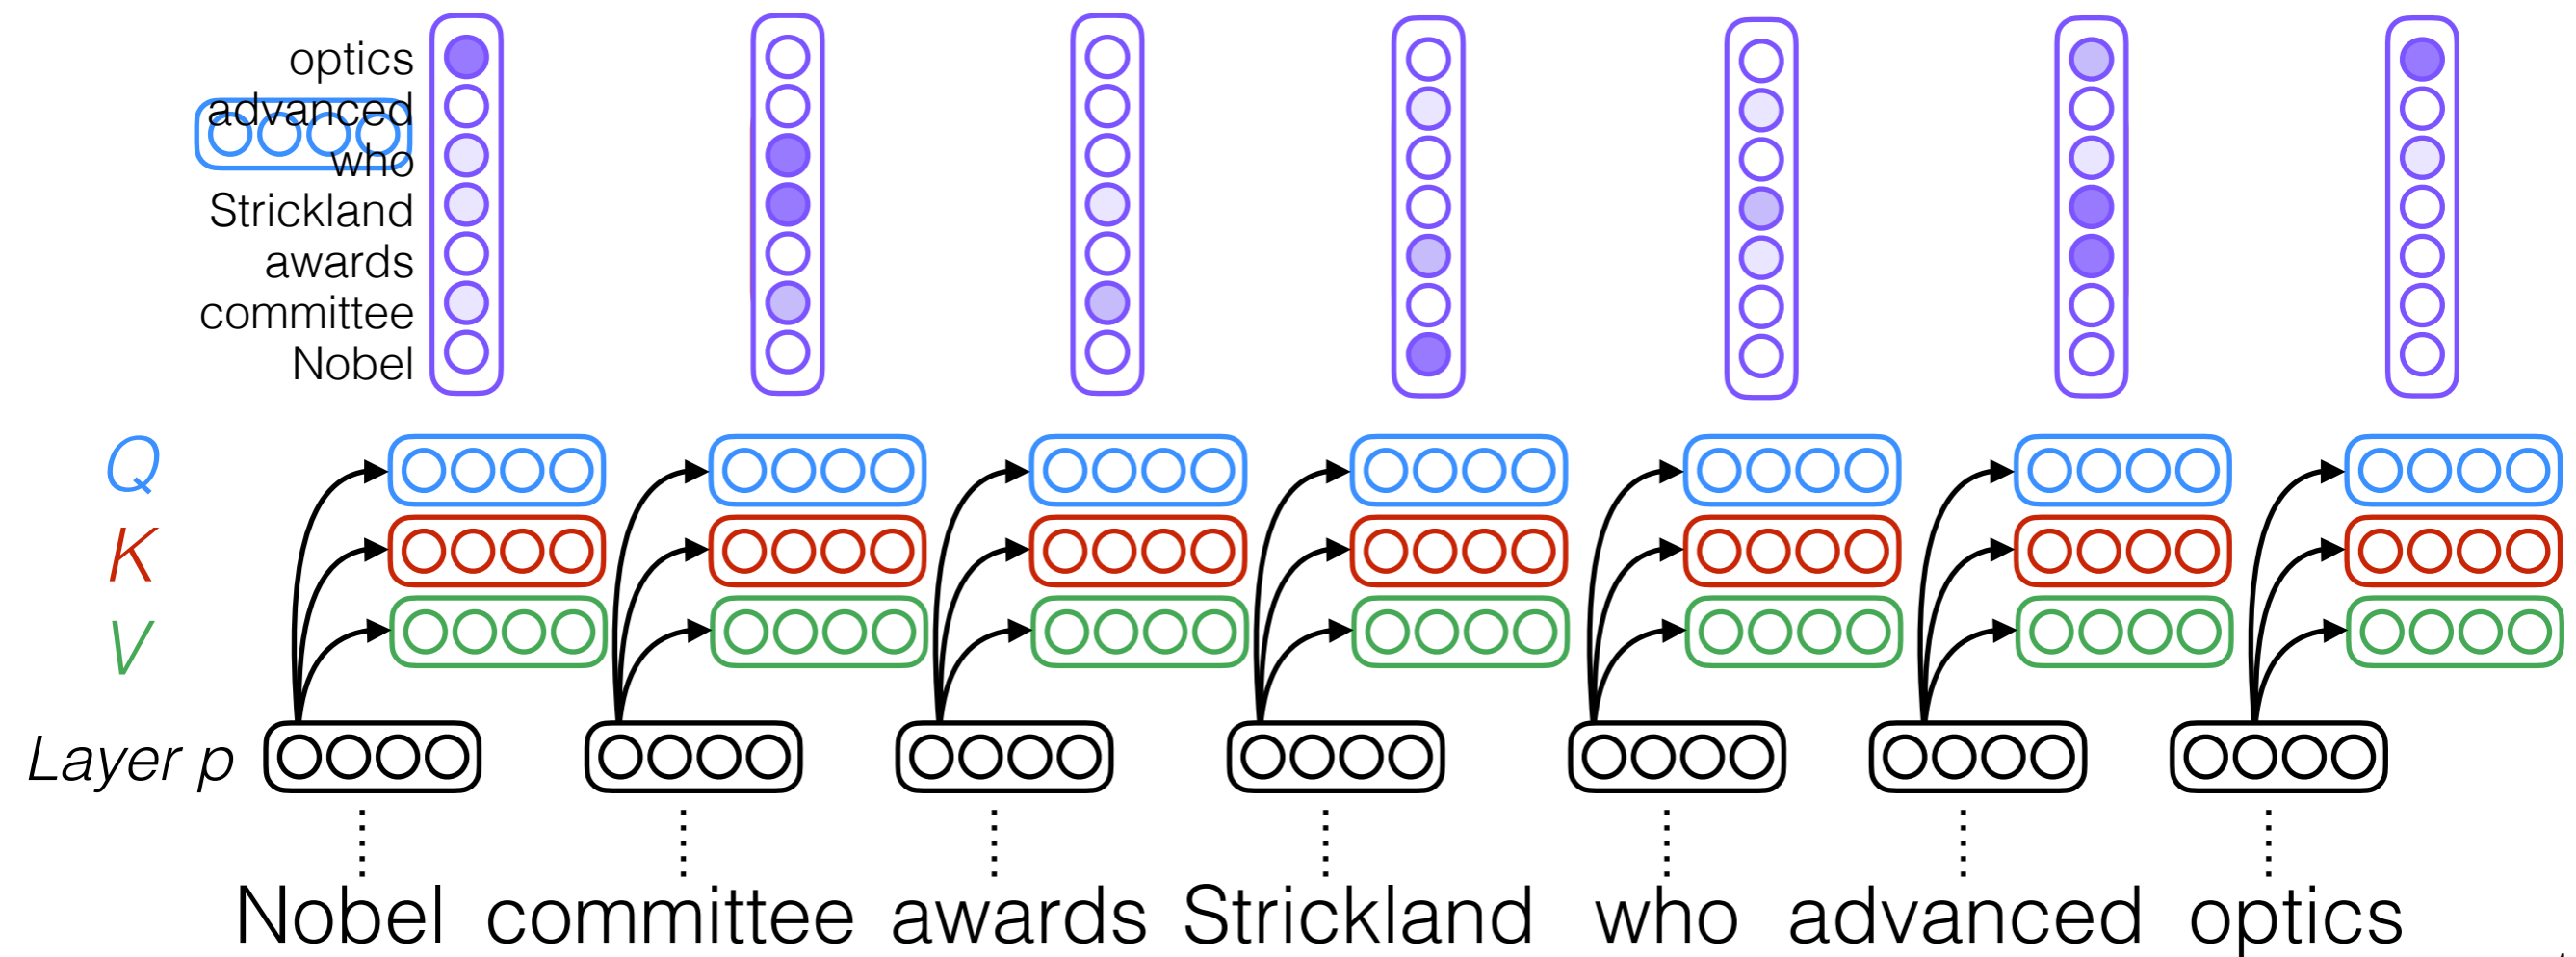 optics
advanced
who
Strickland
awards
committee
Nobel
Q
K
V
Layer p
Nobel committee awards Strickland who advanced optics